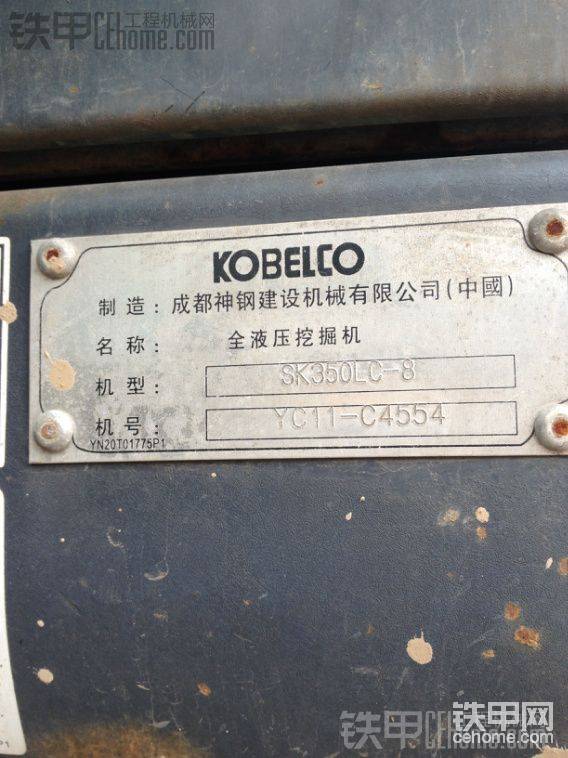 铁甲工程机械网
Cehome.com
KOBELCO
制造：成都神钢建设机械有限公司(中國)
名称：全液压挖掘机
机型：SK350LC-8
机号：YC11-C4554
YN20T01775P1
铁甲网
cehome.com